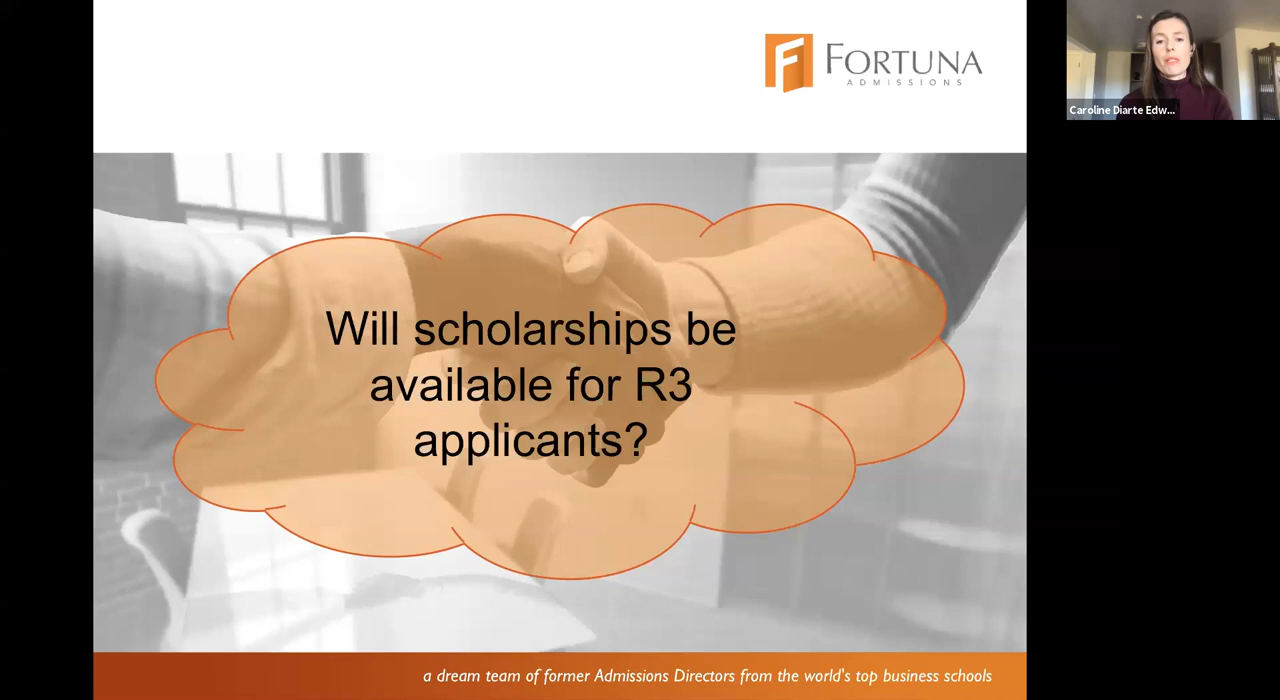 FORTUNA
ADMISSIONS
Caroline Diarte Edw...
Will scholarships be
available for R3
applicants?
a dream team of former Admissions Directors from the world's top business schools